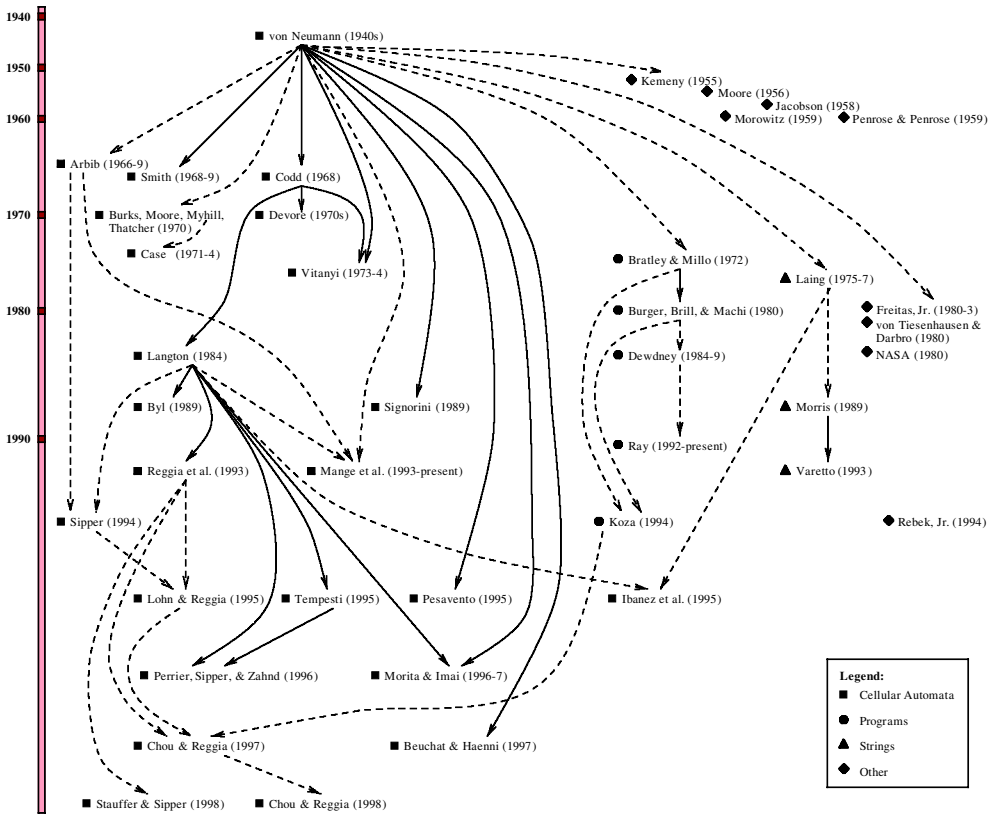 1940
von Neumann (1940s)
1950
Kemeny (1955)
Moore (1956)
Jacobson (1958)
1960
Morowitz (1959)
Penrose & Penrose (1959)
Arbib (1966-9)
Smith (1968-9)
Codd (1968)
1970
Burks, Moore, Myhill,
Thatcher (1970)
Devore (1970s)
Case (1971-4)
Vitanyi (1973-4)
Bratley & Millo (1972)
Laing (1975-7)
1980
Burger, Brill, & Machi (1980)
Freitas, Jr. (1980-3)
von Tiesenhausen &
Darbro (1980)
Langton (1984)
Dewdney (1984-9)
NASA (1980)
Byl (1989)
Signorini (1989)
Morris (1989)
1990
Ray (1992-present)
Reggia et al. (1993)
Mange et al. (1993-present)
Varetto (1993)
Sipper (1994)
Koza (1994)
Rebek, Jr. (1994)
Lohn & Reggia (1995)
Tempesti (1995)
Pesavento (1995)
Ibanez et al. (1995)
Perrier, Sipper, & Zahnd (1996)
Morita & Imai (1996-7)
Chou & Reggia (1997)
Beuchat & Haenni (1997)
Stauffer & Sipper (1998)
Chou & Reggia (1998)
Legend:
Cellular Automata
Programs
Strings
Other